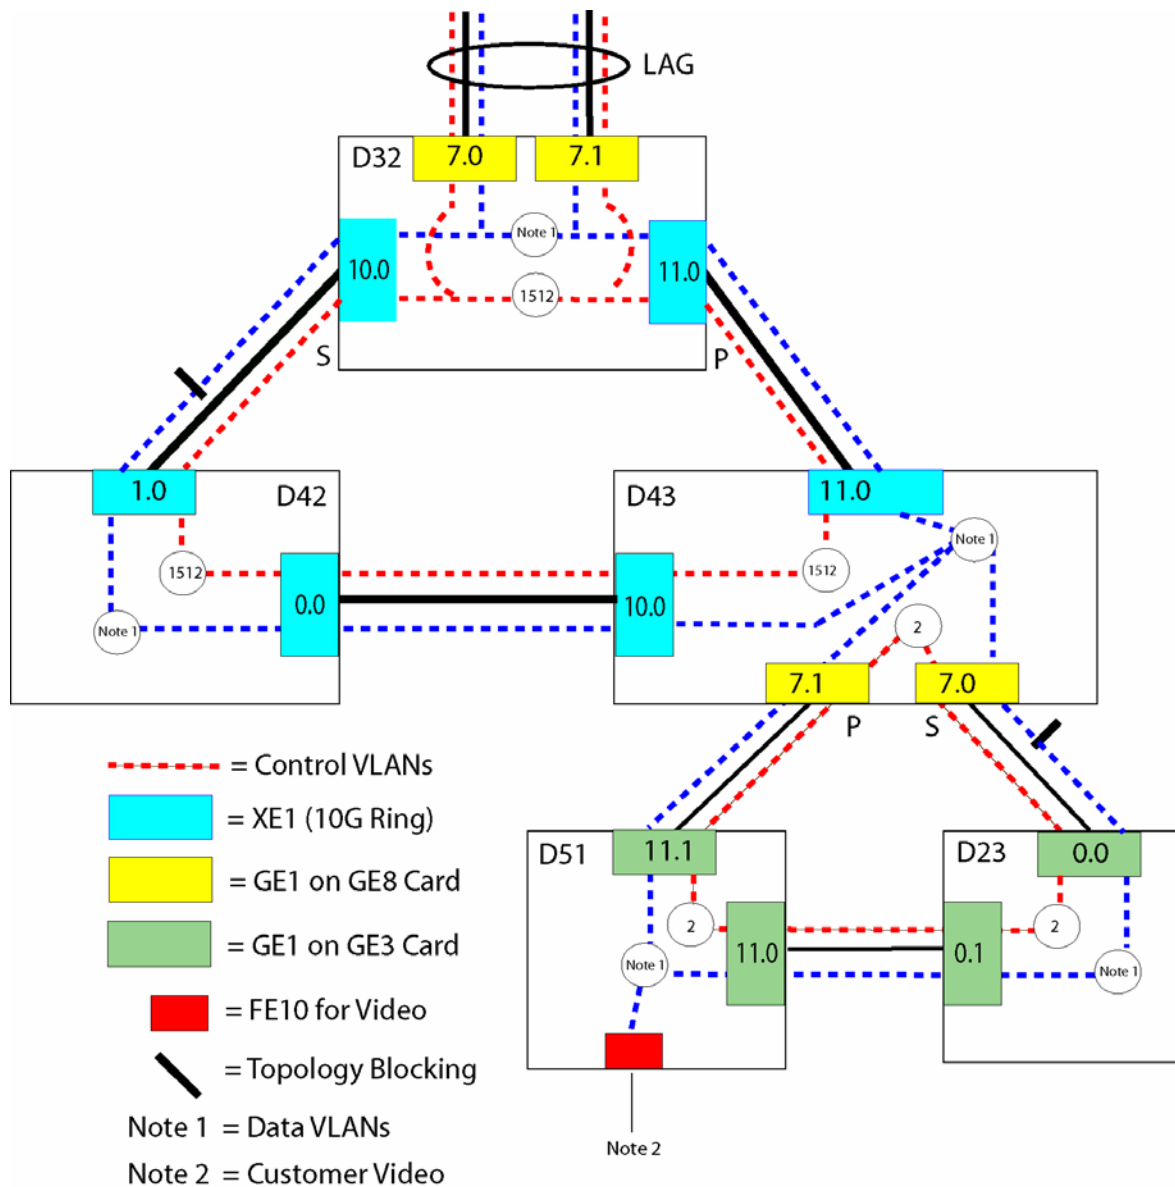 LAG
D32
7.0
7.1
Note 1
10.0
11.0
1512
S
P
1.0
D42
D43
11.0
Note 1
1512
1512
0.0
10.0
2
Note 1
7.1
7.0
P
S
= Control VLANs
= XE1 (10G Ring)
= GE1 on GE8 Card
= GE1 on GE3 Card
= FE10 for Video
= Topology Blocking
Note 1 = Data VLANs
Note 2 = Customer Video
D51
11.1
D23
0.0
2
2
11.0
0.1
Note 1
Note 1
Note 2